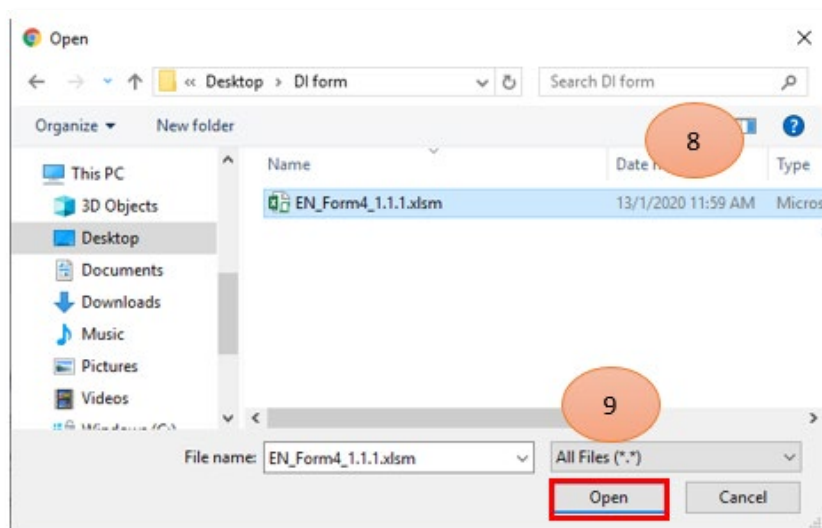 Open
« Desktop > DI form
Search DI form
Organize
New folder
8
This PC
Name
Date
Type
3D Objects
EN_Form4_1.1.1.xlsm
13/1/2020 11:59 AM
Micros
Desktop
Documents
Downloads
Music
Pictures
Videos
9
File name:
EN_Form4_1.1.1.xlsm
All Files (*.*)
Open
Cancel